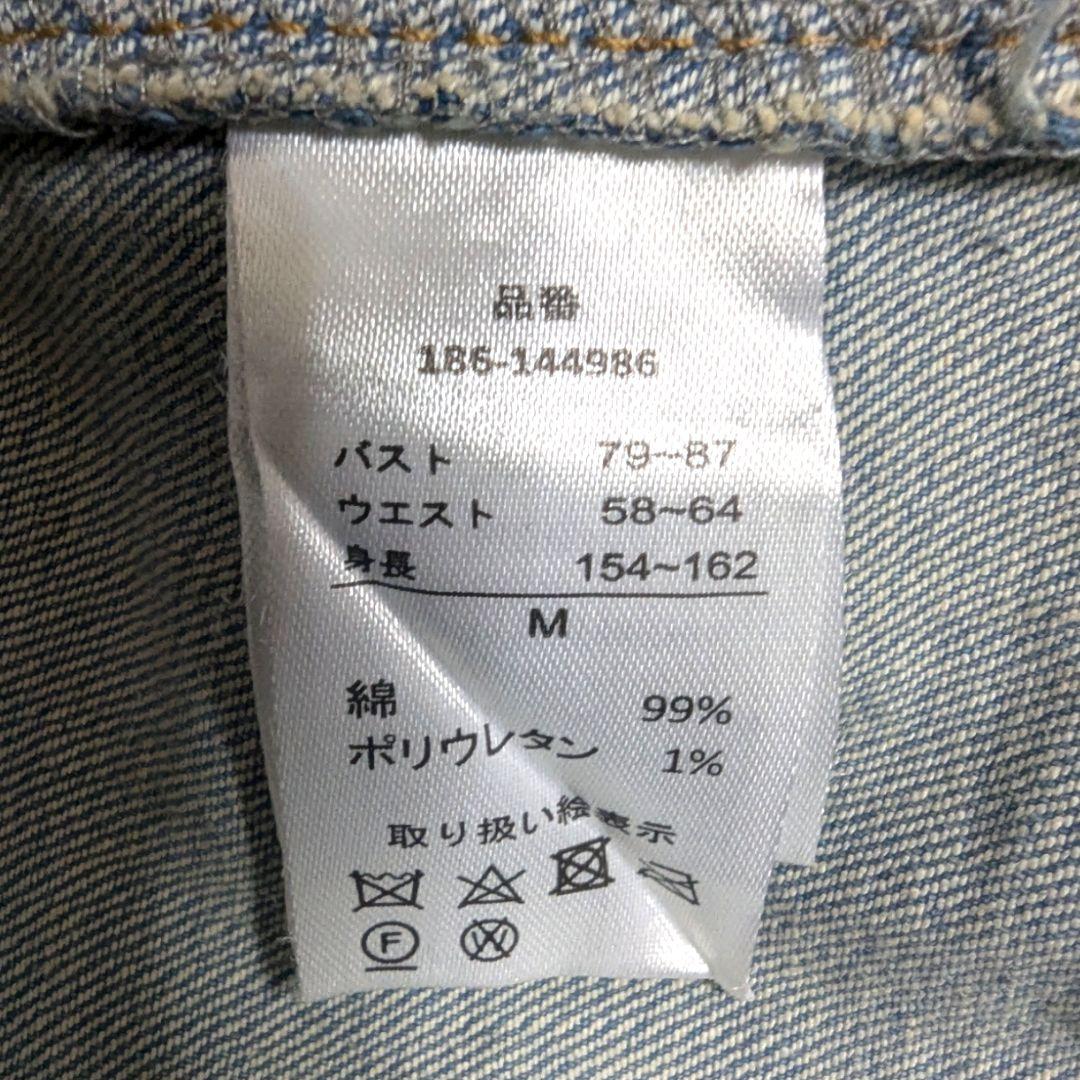 品番
186-144986
バスト 79~87
ウエスト 58~64
身長 154~162
M
綿 99%
ポリウレタン 1%
取り扱い絵表示
F W